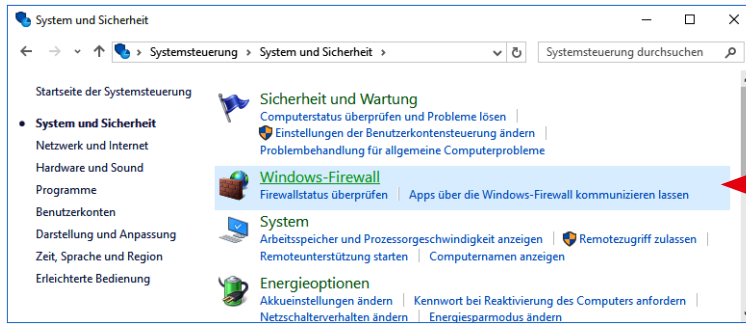 System und Sicherheit
Systemsteuerung › System und Sicherheit ›
Systemsteuerung durchsuchen
Startseite der Systemsteuerung
System und Sicherheit
Netzwerk und Internet
Hardware und Sound
Programme
Benutzerkonten
Darstellung und Anpassung
Zeit, Sprache und Region
Erleichterte Bedienung
Sicherheit und Wartung
Computerstatus überprüfen und Probleme lösen
Einstellungen der Benutzerkontensteuerung ändern
Problembehandlung für allgemeine Computerprobleme
Windows-Firewall
Firewallstatus überprüfen | Apps über die Windows-Firewall kommunizieren lassen
System
Arbeitsspeicher und Prozessorgeschwindigkeit anzeigen | Remotezugriff zulassen
Remoteunterstützung starten | Computernamen anzeigen
Energieoptionen
Akkueinstellungen ändern | Kennwort bei Reaktivierung des Computers anfordern
Netzschalterverhalten ändern | Energiesparmodus ändern